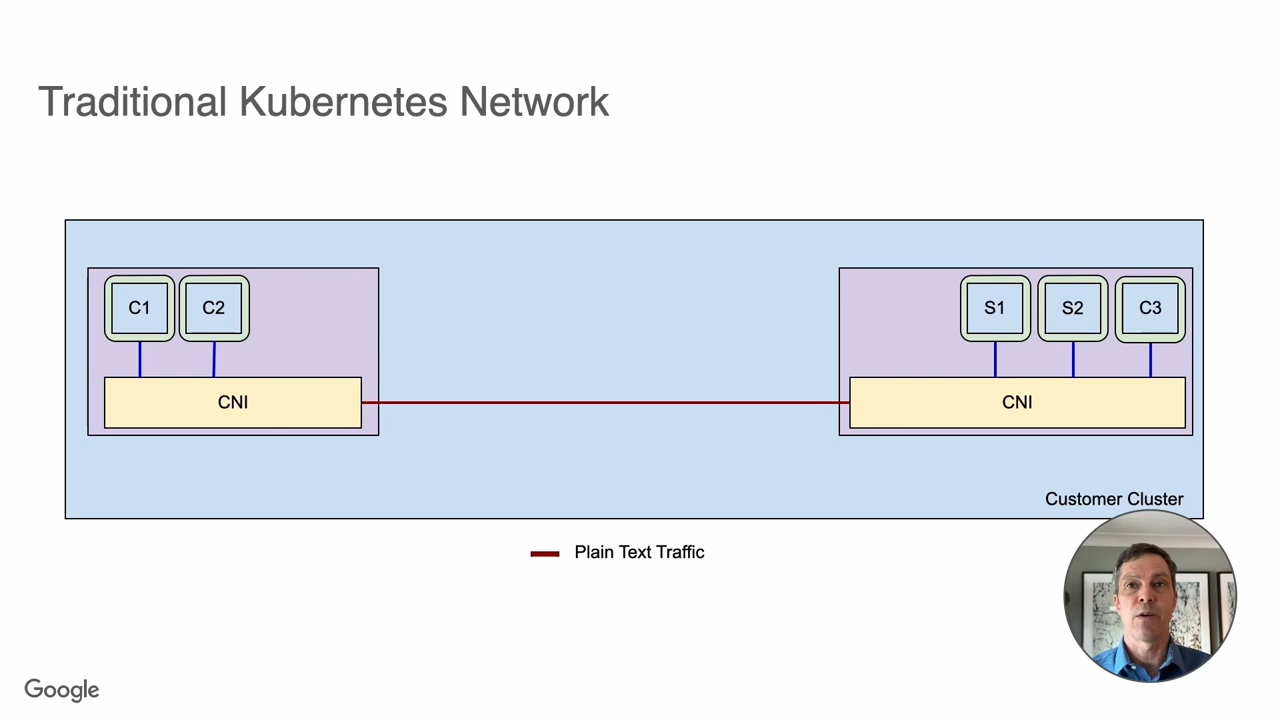 Traditional Kubernetes Network
C1
C2
S1
S2
C3
CNI
CNI
Customer Cluster
Plain Text Traffic
Google